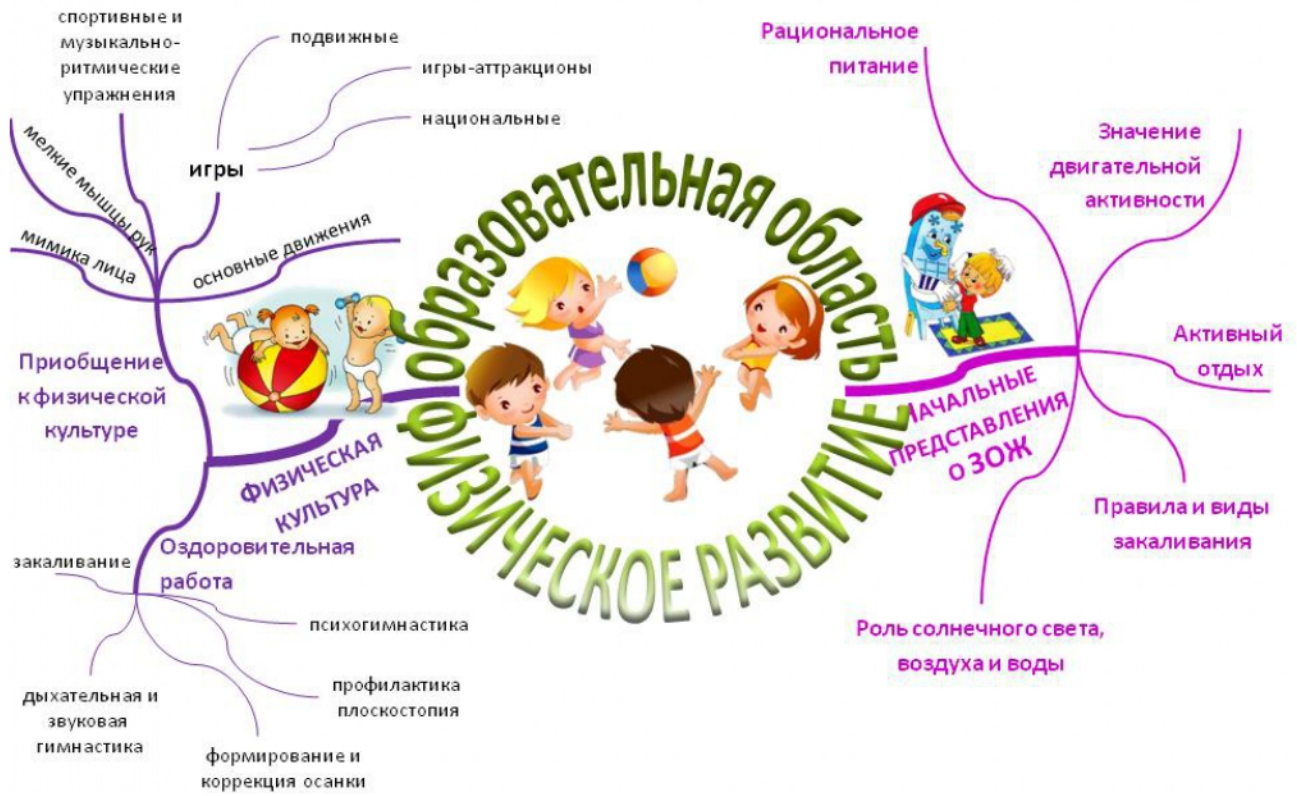 спортивные и
музыкально-
ритмические
упражнения
подвижные
игры-аттракционы
национальные
игры
мелкие мышцы рук
мимика лица
основные движения
Приобщение
к физической
культуре
ФИЗИЧЕСКАЯ
КУЛЬТУРА
Оздоровительная
работа
закаливание
психогимнастика
профилактика
плоскостопия
дыхательная и
звуковая
гимнастика
формирование и
коррекция осанки
образовательная область
ФИЗИЧЕСКОЕ РАЗВИТИЕ
НАЧАЛЬНЫЕ
ПРЕДСТАВЛЕНИЯ
О ЗОЖ
Рациональное
питание
Значение
двигательной
активности
Активный
отдых
Правила и виды
закаливания
Роль солнечного света,
воздуха и воды